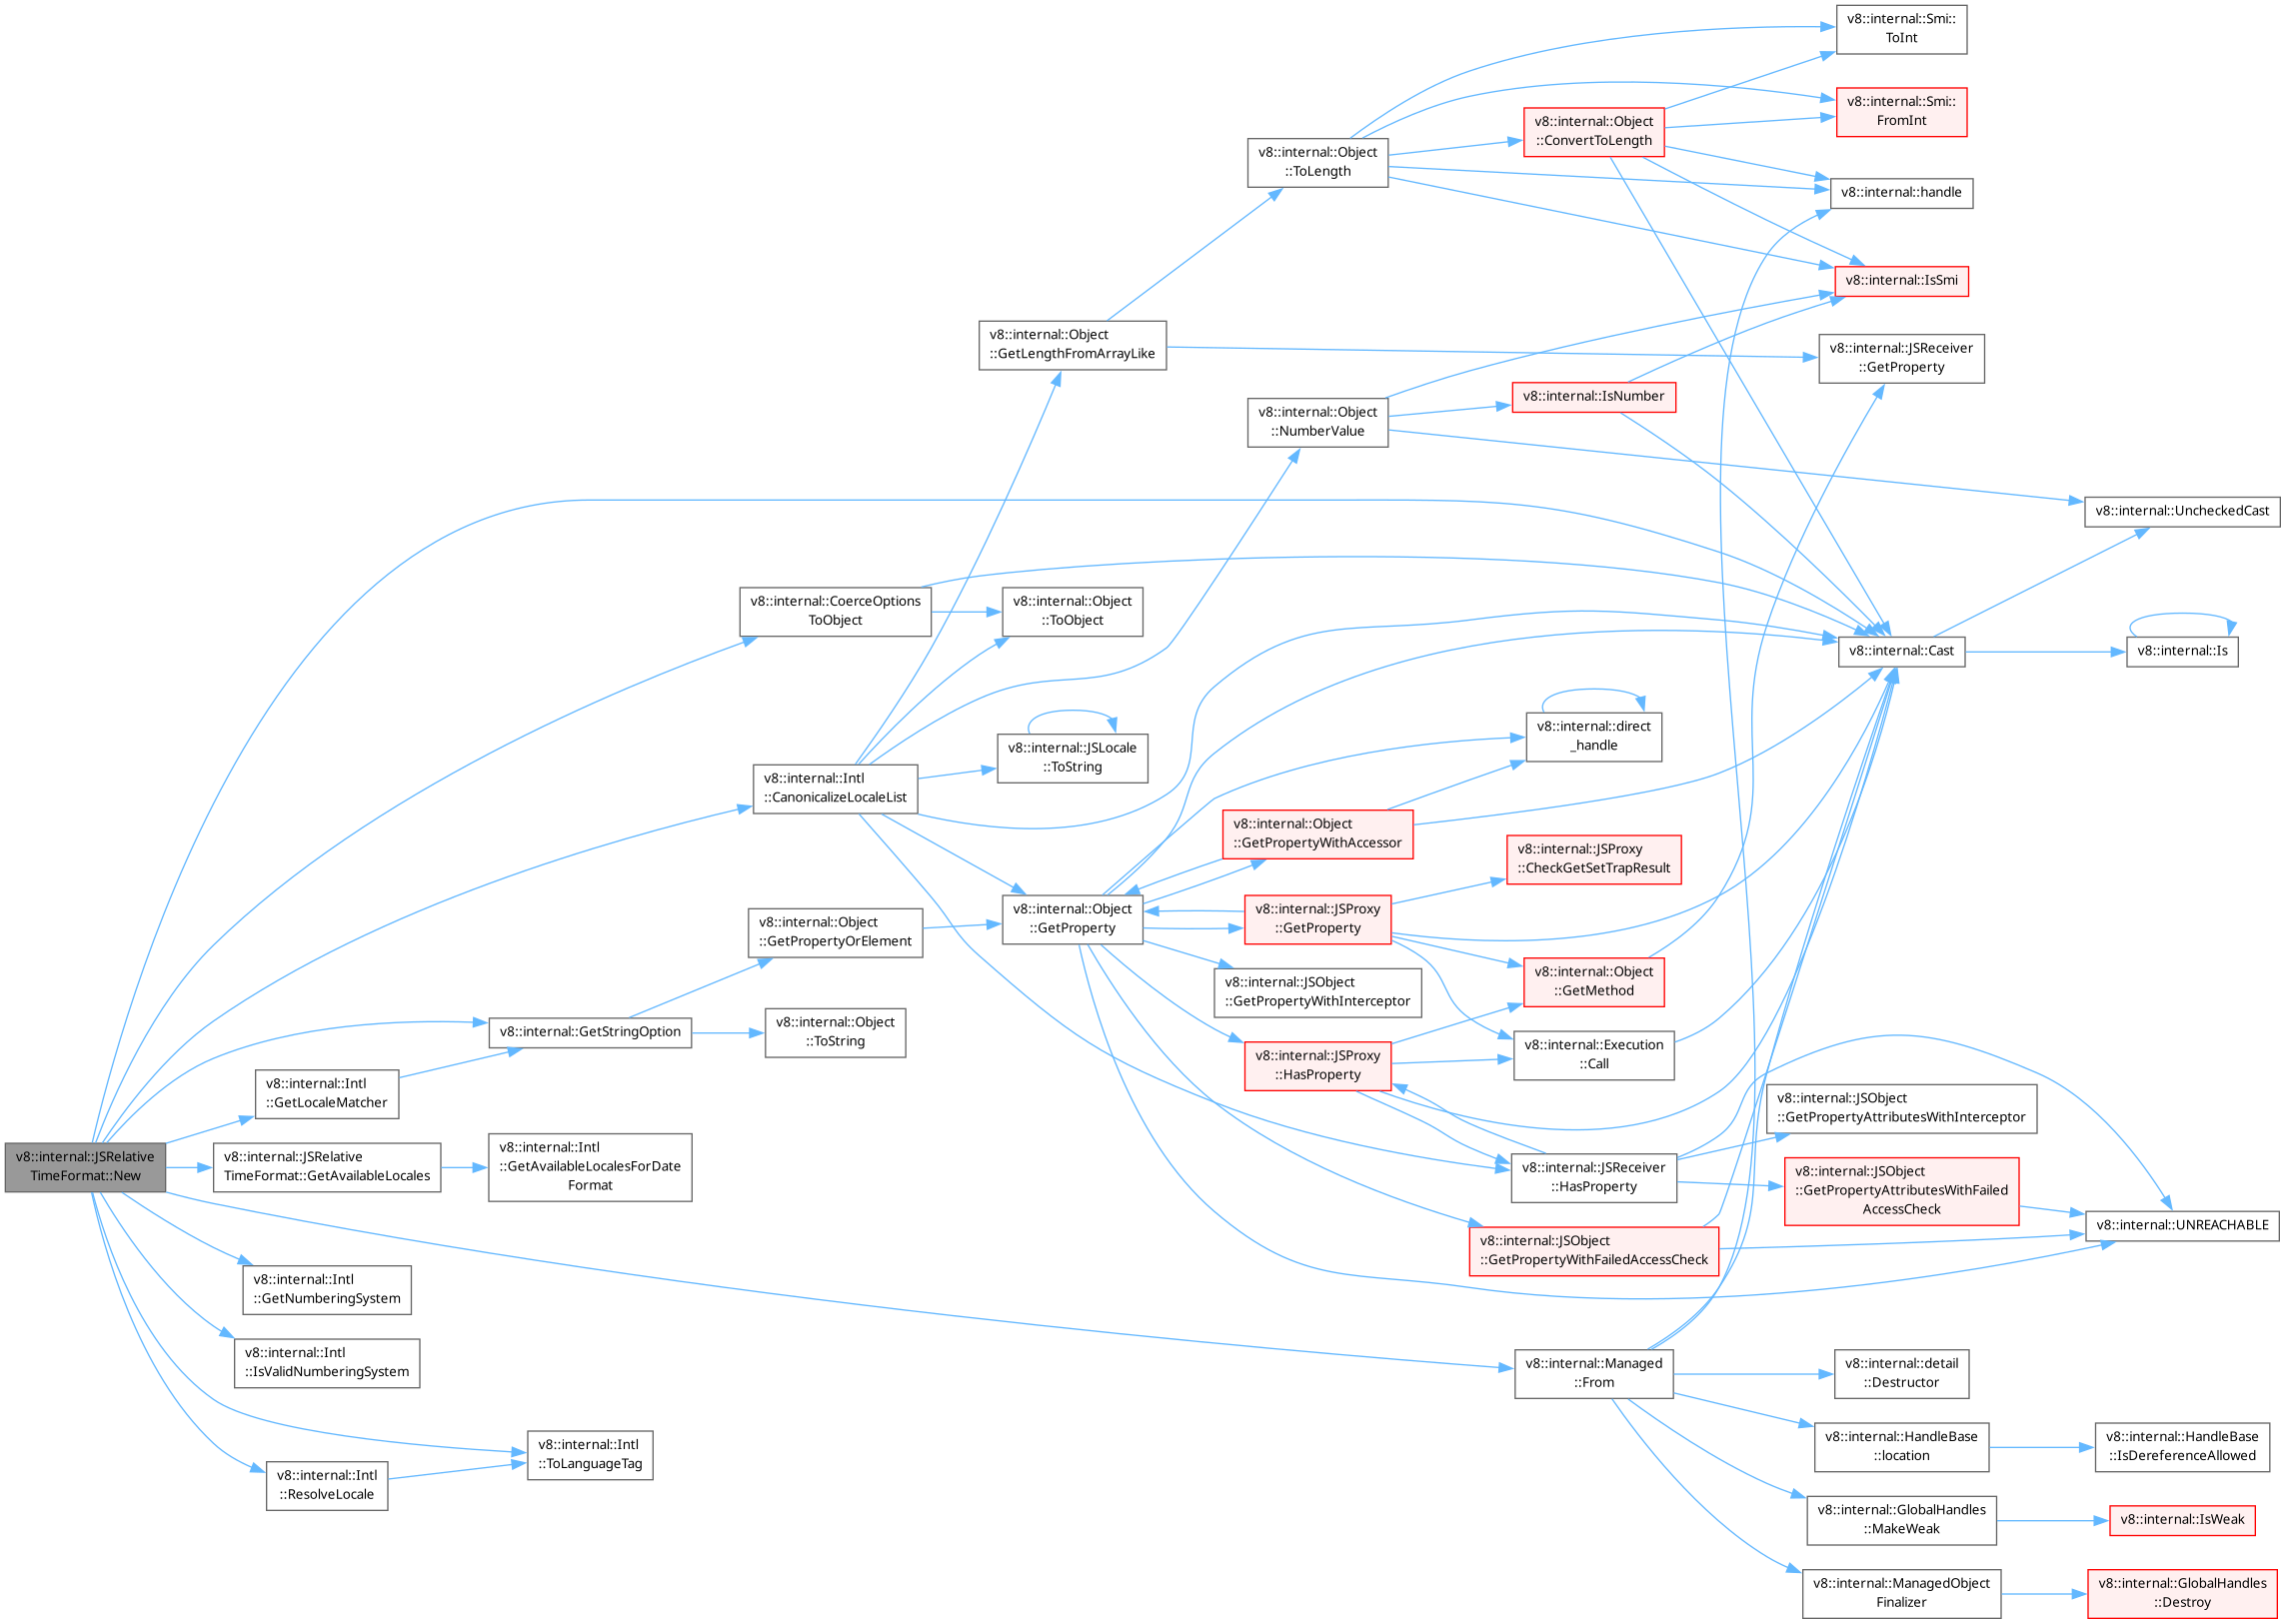 v8::internal::JSRelative
TimeFormat::New
v8::internal::CoerceOptions
ToObject
v8::internal::Intl
::CanonicalizeLocaleList
v8::internal::GetStringOption
v8::internal::Intl
::GetLocaleMatcher
v8::internal::JSRelative
TimeFormat::GetAvailableLocales
v8::internal::Intl
::GetAvailableLocalesForDate
Format
v8::internal::Intl
::GetNumberingSystem
v8::internal::Intl
::IsValidNumberingSystem
v8::internal::Intl
::ResolveLocale
v8::internal::Intl
::ToLanguageTag
v8::internal::Object
::GetPropertyOrElement
v8::internal::Object
::ToString
v8::internal::Object
::GetLengthFromArrayLike
v8::internal::Object
::ToObject
v8::internal::JSLocale
::ToString
v8::internal::Object
::GetProperty
v8::internal::Object
::ToLength
v8::internal::Object
::NumberValue
v8::internal::Object
::GetPropertyWithAccessor
v8::internal::JSProxy
::GetProperty
v8::internal::JSObject
::GetPropertyWithInterceptor
v8::internal::JSProxy
::HasProperty
v8::internal::Object
::ConvertToLength
v8::internal::IsNumber
v8::internal::direct
_handle
v8::internal::JSProxy
::CheckGetSetTrapResult
v8::internal::Object
::GetMethod
v8::internal::Execution
::Call
v8::internal::JSReceiver
::HasProperty
v8::internal::JSObject
::GetPropertyWithFailedAccessCheck
v8::internal::Managed
::From
v8::internal::Smi::
ToInt
v8::internal::Smi::
FromInt
v8::internal::handle
v8::internal::IsSmi
v8::internal::JSReceiver
::GetProperty
v8::internal::UncheckedCast
v8::internal::Cast
v8::internal::Is
v8::internal::JSObject
::GetPropertyAttributesWithInterceptor
v8::internal::JSObject
::GetPropertyAttributesWithFailed
AccessCheck
v8::internal::UNREACHABLE
v8::internal::detail
::Destructor
v8::internal::HandleBase
::location
v8::internal::HandleBase
::IsDereferenceAllowed
v8::internal::GlobalHandles
::MakeWeak
v8::internal::IsWeak
v8::internal::ManagedObject
Finalizer
v8::internal::GlobalHandles
::Destroy